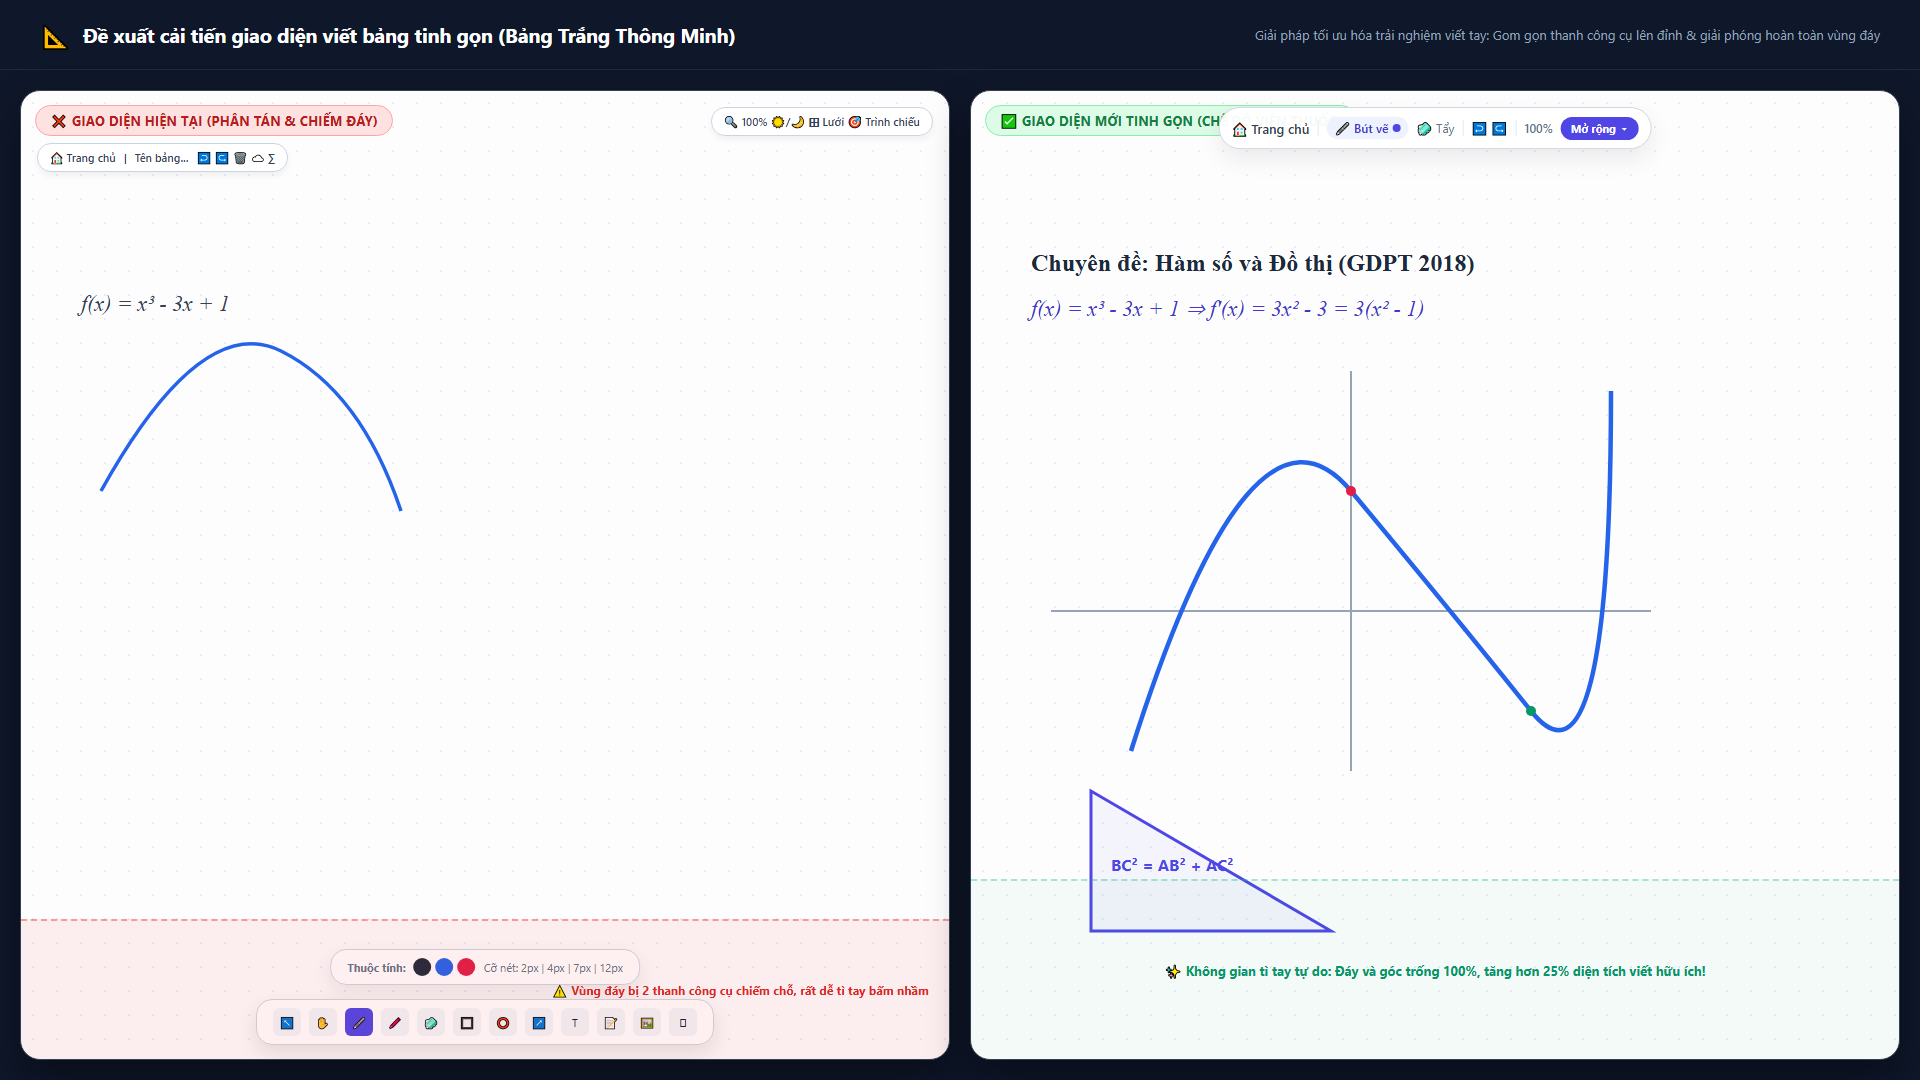 Đề xuất cải tiến giao diện viết bảng tinh gọn (Bảng Trắng Thông Minh)
Giải pháp tối ưu hóa trải nghiệm viết tay: Gom gọn thanh công cụ lên đỉnh & giải phóng hoàn toàn vùng đáy
GIAO DIỆN HIỆN TẠI (PHÂN TÁN & CHIẾM ĐÁY)
100% / Lưới Trình chiếu
Trang chủ | Tên bảng... ∑
f(x) = x³ - 3x + 1
Thuộc tính: Cỡ nét: 2px | 4px | 7px | 12px
Vùng đáy bị 2 thanh công cụ chiếm chỗ, rất dễ tì tay bấm nhầm
T
GIAO DIỆN MỚI TINH GỌN
Trang chủ Bút vẽ Tẩy 100% Mở rộng
Chuyên đề: Hàm số và Đồ thị (GDPT 2018)
f(x) = x³ - 3x + 1 ⇒ f'(x) = 3x² - 3 = 3(x² - 1)
BC² = AB² + AC²
Không gian tì tay tự do: Đáy và góc trống 100%, tăng hơn 25% diện tích viết hữu ích!